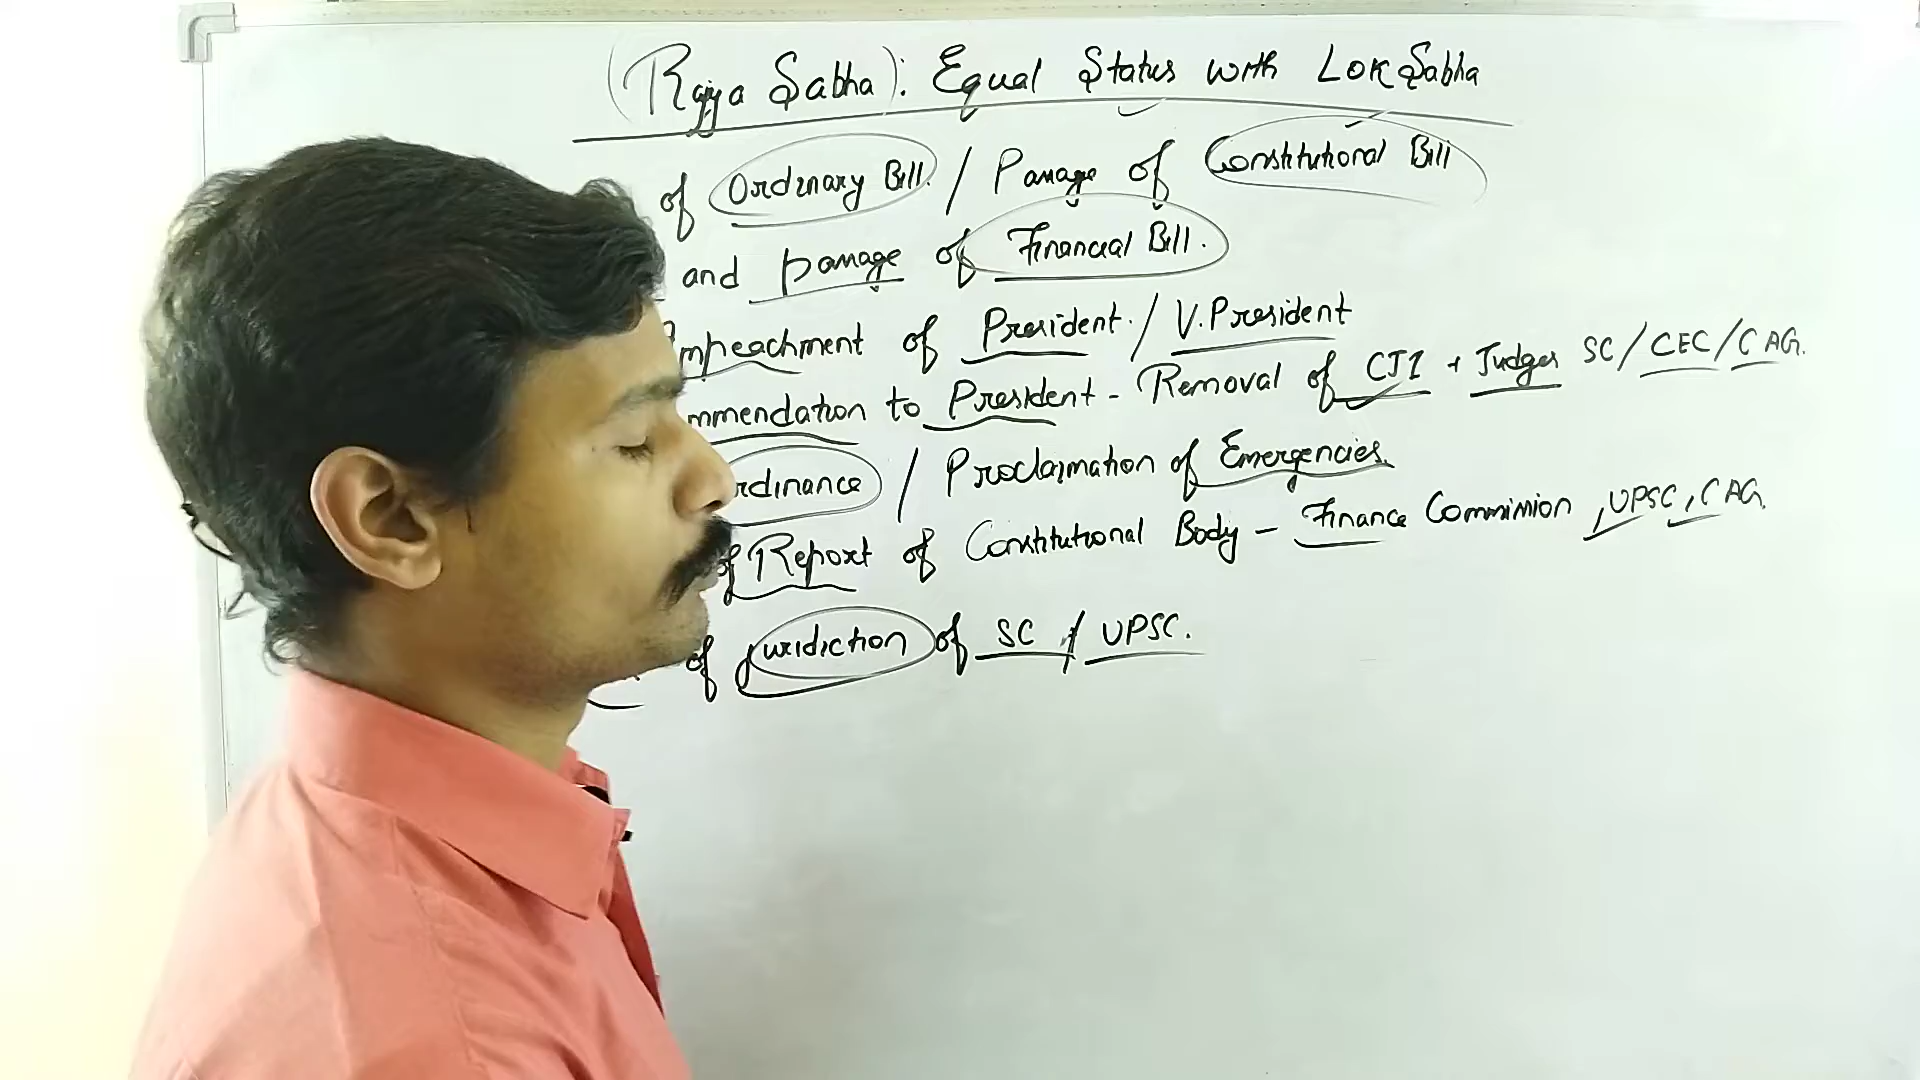 (Rajya Sabha): Equal Status with Lok Sabha
of Ordinary Bill. / Passage of Constitutional Bill
and passage of Financial Bill.
Impeachment of President. / V. President
mmendation to President - Removal of CJI + Judges SC/CEC/CAG.
rdinance / Proclaimation of Emergencies.
of Report of Constitutional Body - Finance Commission, UPSC, CAG.
of Juridiction of SC / UPSC.